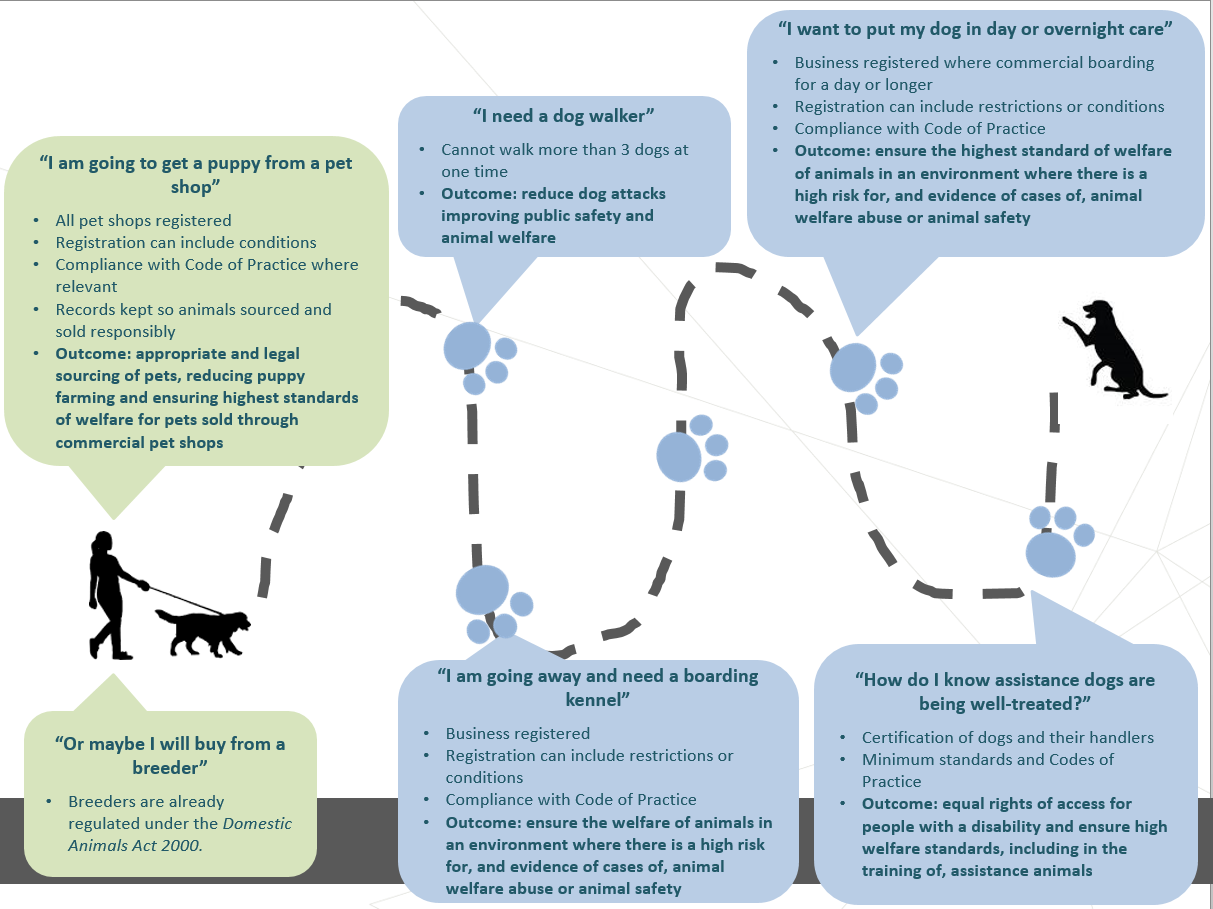 “I am going to get a puppy from a pet
shop”
• All pet shops registered
• Registration can include conditions
• Compliance with Code of Practice where
relevant
• Records kept so animals sourced and
sold responsibly
• Outcome: appropriate and legal
sourcing of pets, reducing puppy
farming and ensuring highest standards
of welfare for pets sold through
commercial pet shops
“Or maybe I will buy from a
breeder”
• Breeders are already
regulated under the Domestic
Animals Act 2000.
“I need a dog walker”
• Cannot walk more than 3 dogs at
one time
• Outcome: reduce dog attacks
improving public safety and
animal welfare
“I am going away and need a boarding
kennel”
• Business registered
• Registration can include restrictions or
conditions
• Compliance with Code of Practice
• Outcome: ensure the welfare of animals in
an environment where there is a high risk
for, and evidence of cases of, animal
welfare abuse or animal safety
“I want to put my dog in day or overnight care”
• Business registered where commercial boarding
for a day or longer
• Registration can include restrictions or conditions
• Compliance with Code of Practice
• Outcome: ensure the highest standard of welfare
of animals in an environment where there is a
high risk for, and evidence of cases of, animal
welfare abuse or animal safety
“How do I know assistance dogs are
being well-treated?”
• Certification of dogs and their handlers
• Minimum standards and Codes of
Practice
• Outcome: equal rights of access for
people with a disability and ensure high
welfare standards, including in the
training of, assistance animals